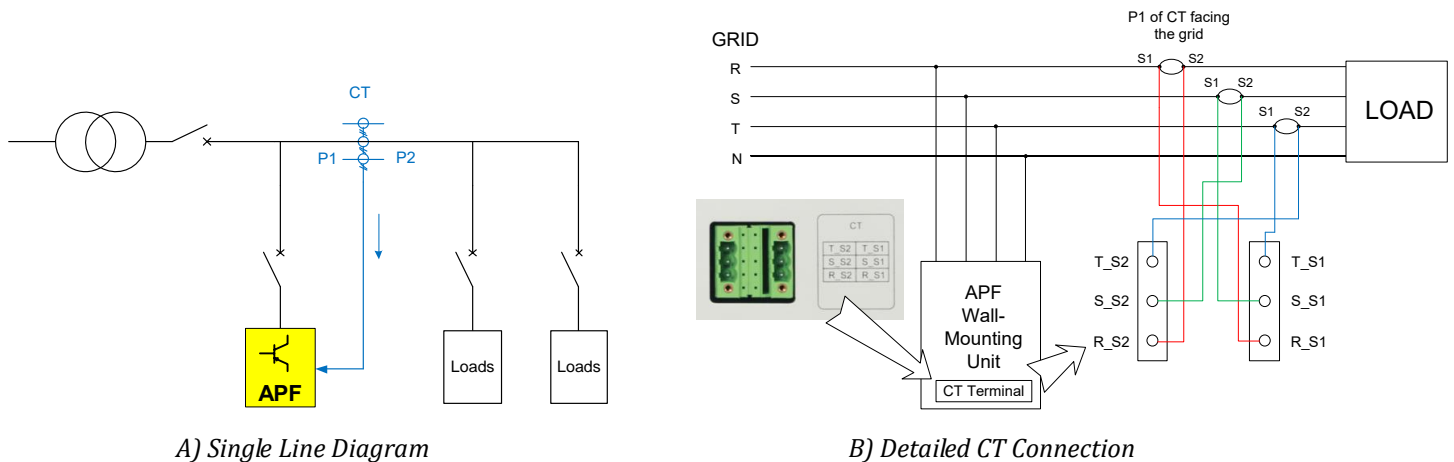 CT
P1
P2
APF
Loads
Loads
A) Single Line Diagram
P1 of CT facing
the grid
GRID
R
S
T
N
S1
S2
S1
S2
S1
S2
LOAD
CT
T_S2 T_S1
S_S2 S_S1
R_S2 R_S1
APF
Wall-
Mounting
Unit
CT Terminal
T_S2
S_S2
R_S2
T_S1
S_S1
R_S1
B) Detailed CT Connection